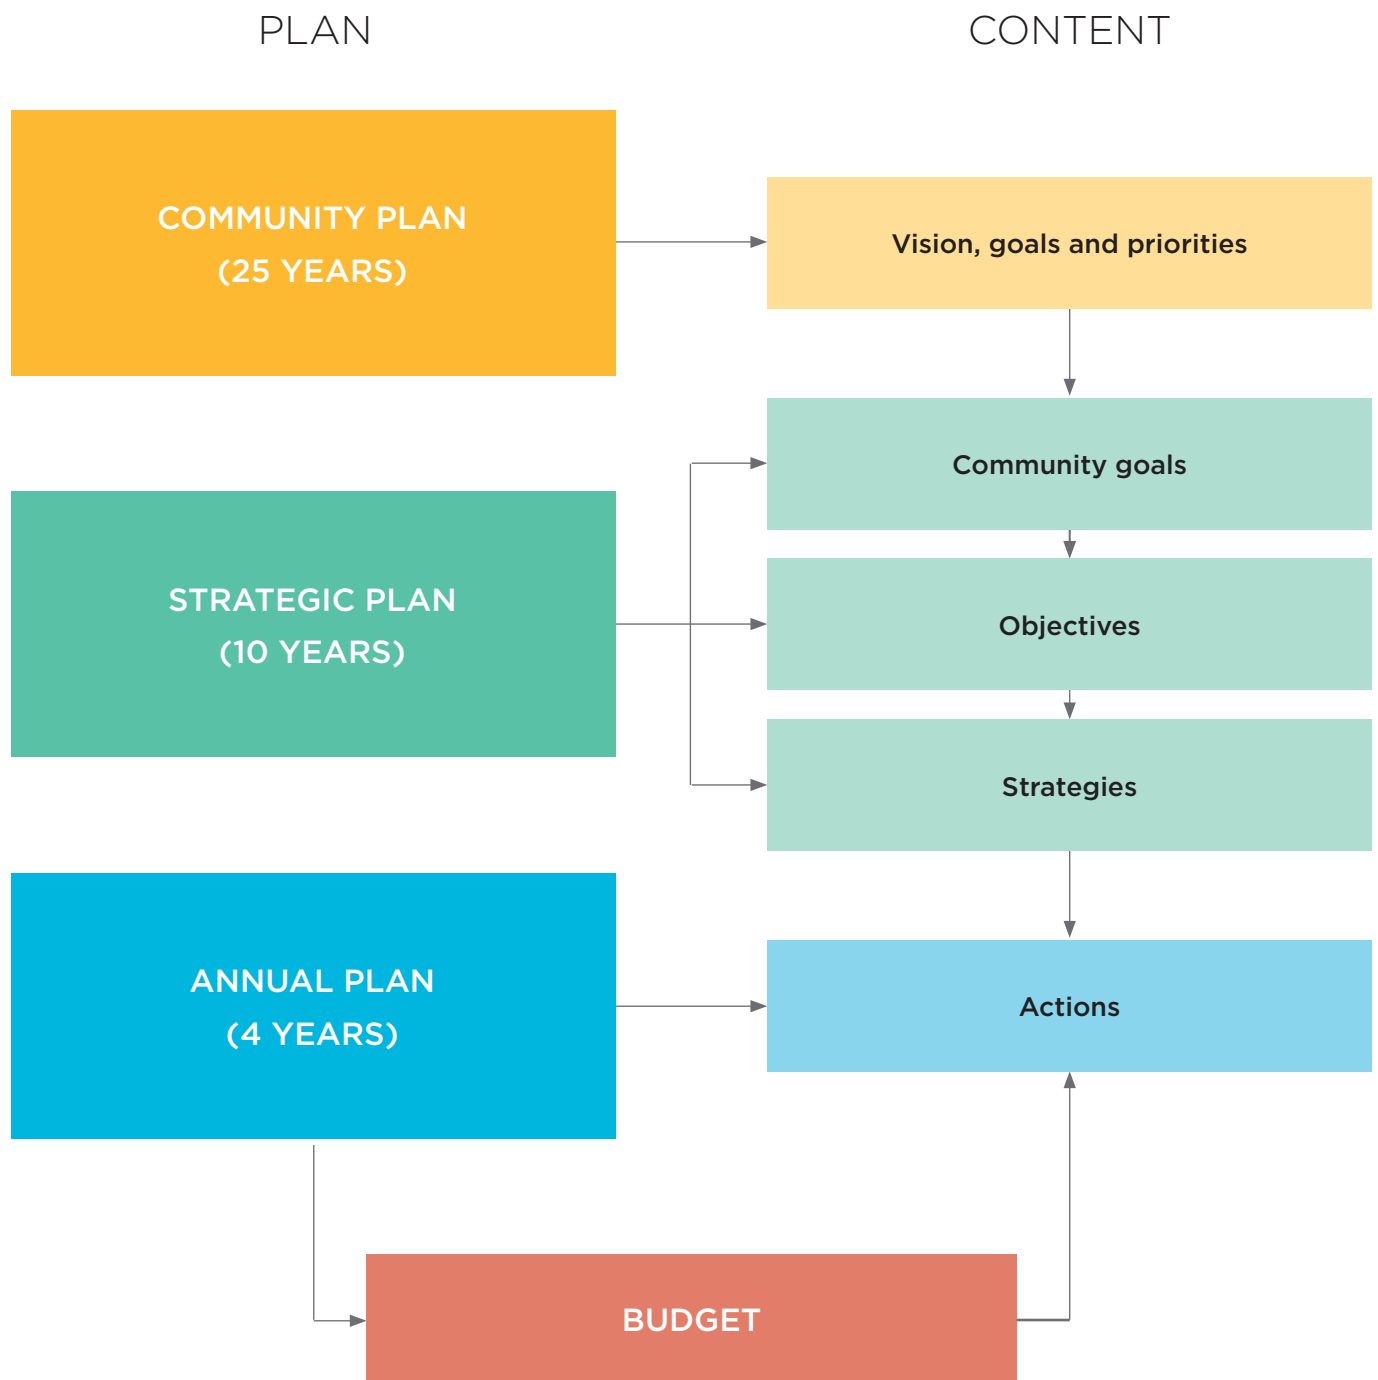 PLAN
CONTENT
COMMUNITY PLAN
(25 YEARS)
Vision, goals and priorities
Community goals
STRATEGIC PLAN
(10 YEARS)
Objectives
Strategies
ANNUAL PLAN
(4 YEARS)
Actions
BUDGET